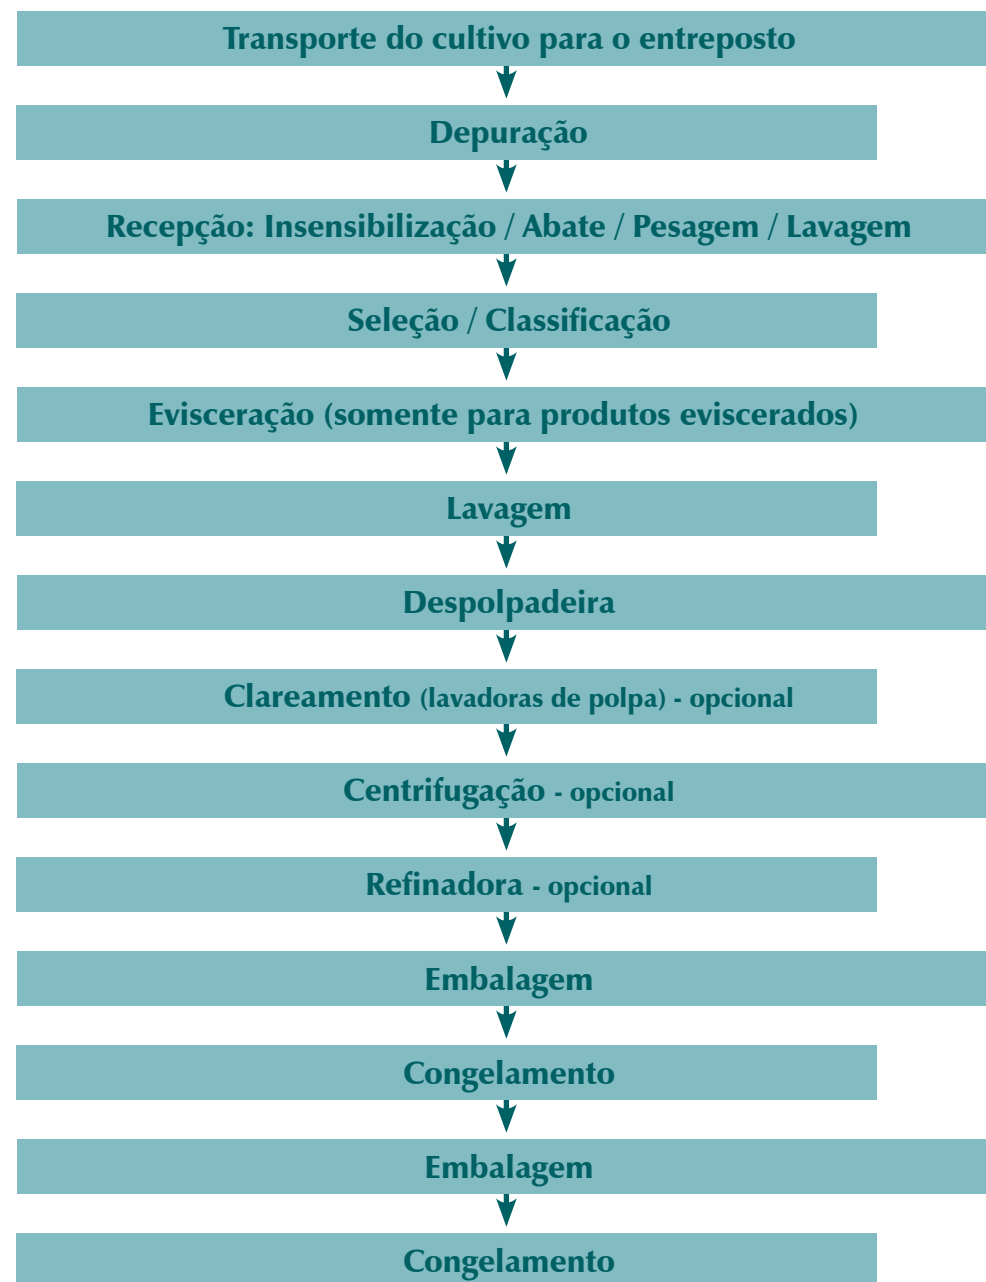 Transporte do cultivo para o entreposto
Depuração
Recepção: Insensibilização / Abate / Pesagem / Lavagem
Seleção / Classificação
Evisceração (somente para produtos eviscerados)
Lavagem
Despolpadeira
Clareamento (lavadoras de polpa) - opcional
Centrifugação - opcional
Refinadora - opcional
Embalagem
Congelamento
Embalagem
Congelamento